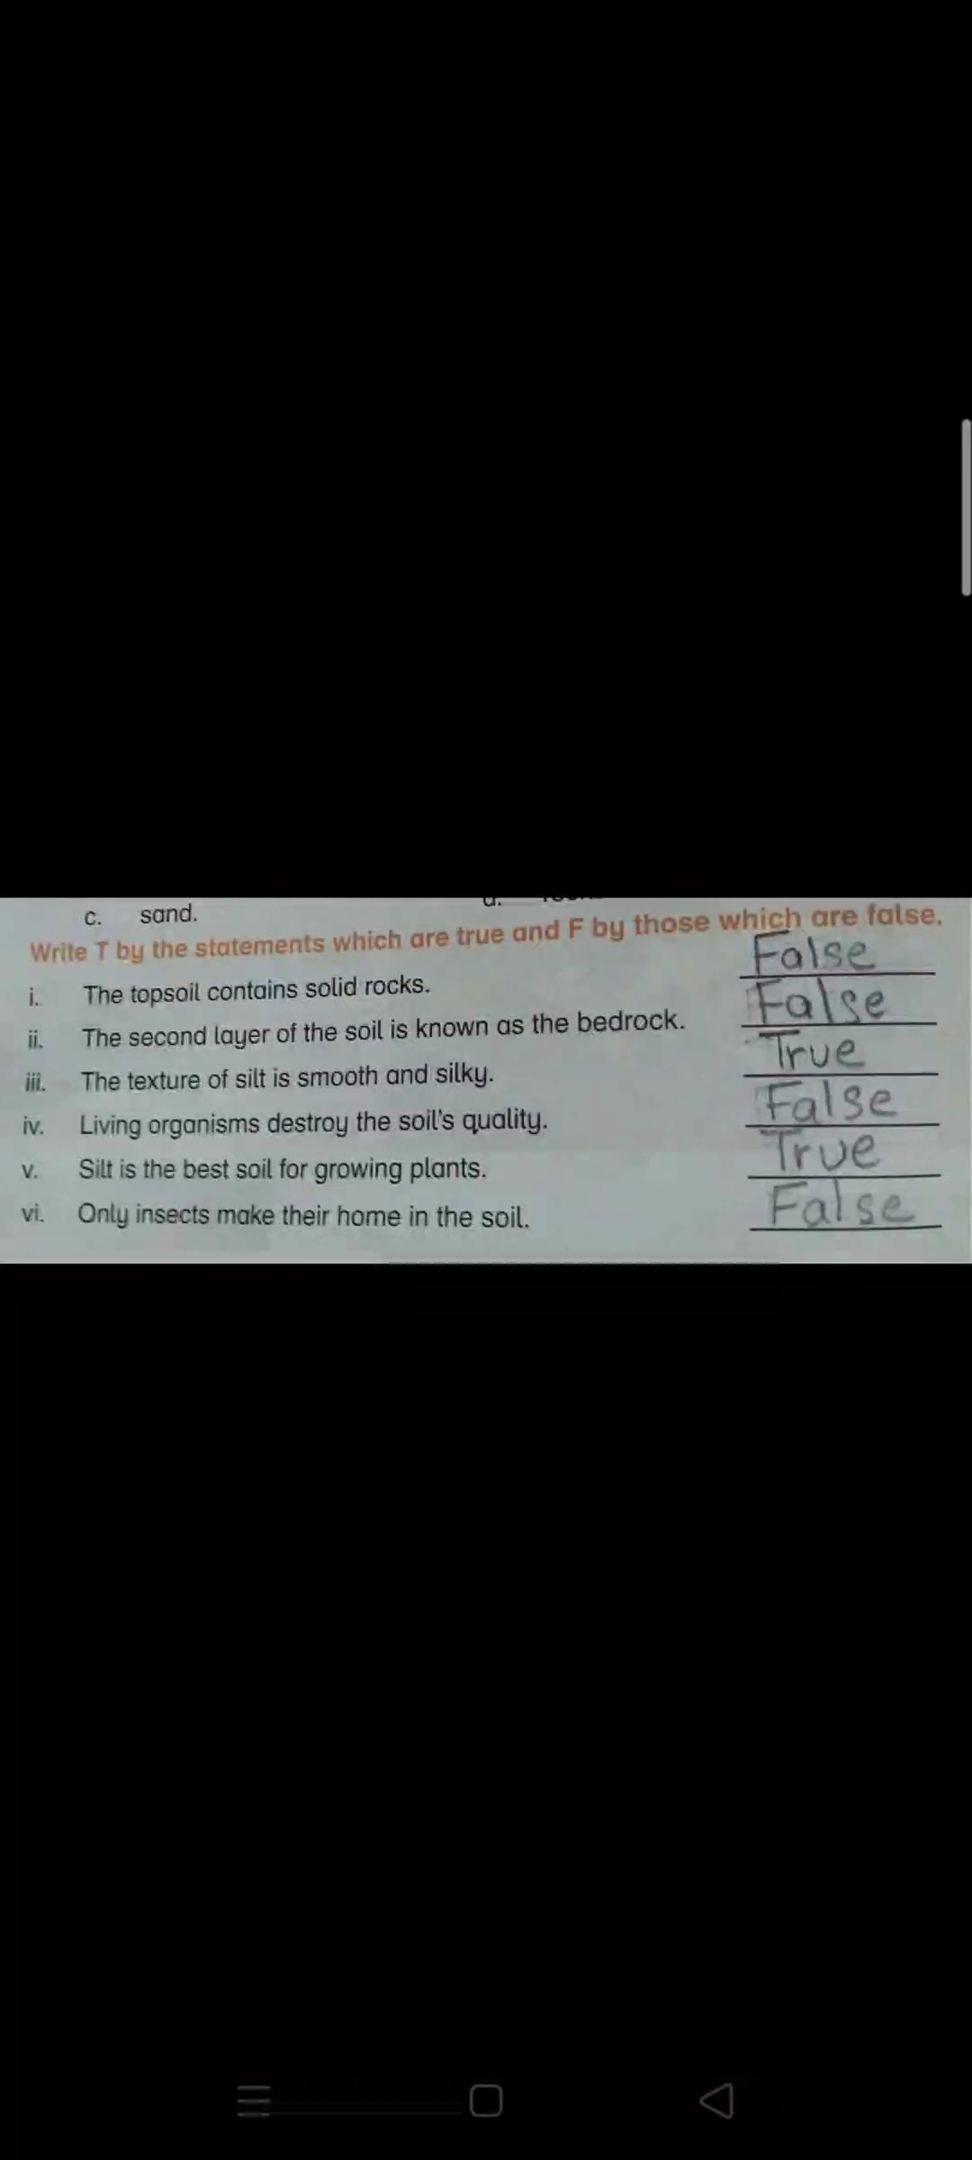 c. sand.
Write T by the statements which are true and F by those which are false.
i. The topsoil contains solid rocks. False
ii. The second layer of the soil is known as the bedrock. False
iii. The texture of silt is smooth and silky. True
iv. Living organisms destroy the soil's quality. False
v. Silt is the best soil for growing plants. True
vi. Only insects make their home in the soil. False